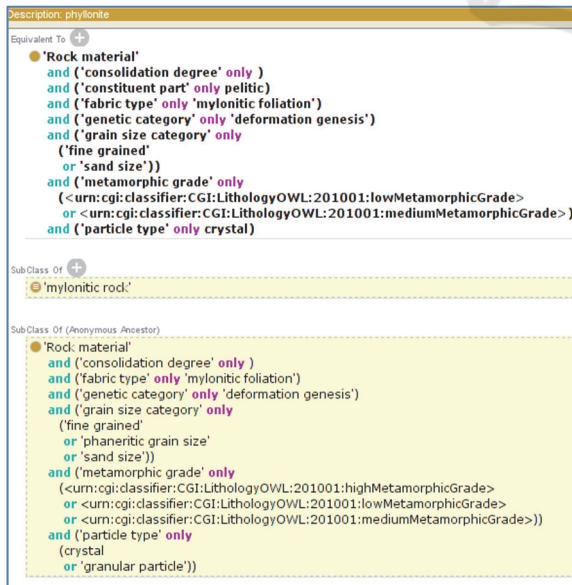 Description: phyllonite
Equivalent To
'Rock material'
and ('consolidation degree' only )
and ('constituent part' only pelitic)
and ('fabric type' only 'mylonitic foliation')
and ('genetic category' only 'deformation genesis')
and ('grain size category' only
('fine grained'
or 'sand size'))
and ('metamorphic grade' only
(<urn:cgi:classifier:CGI:LithologyOWL:201001:lowMetamorphicGrade>
or <urn:cgi:classifier:CGI:LithologyOWL:201001:mediumMetamorphicGrade>)
and ('particle type' only crystal)
SubClass Of
'mylonitic rock'
SubClass Of (Anonymous Ancestor)
'Rock material'
and ('consolidation degree' only )
and ('fabric type' only 'mylonitic foliation')
and ('genetic category' only 'deformation genesis')
and ('grain size category' only
('fine grained'
or 'phaneritic grain size'
or 'sand size'))
and ('metamorphic grade' only
(<urn:cgi:classifier:CGI:LithologyOWL:201001:highMetamorphicGrade>
or <urn:cgi:classifier:CGI:LithologyOWL:201001:lowMetamorphicGrade>
or <urn:cgi:classifier:CGI:LithologyOWL:201001:mediumMetamorphicGrade>))
and ('particle type' only
(crystal
or 'granular particle'))